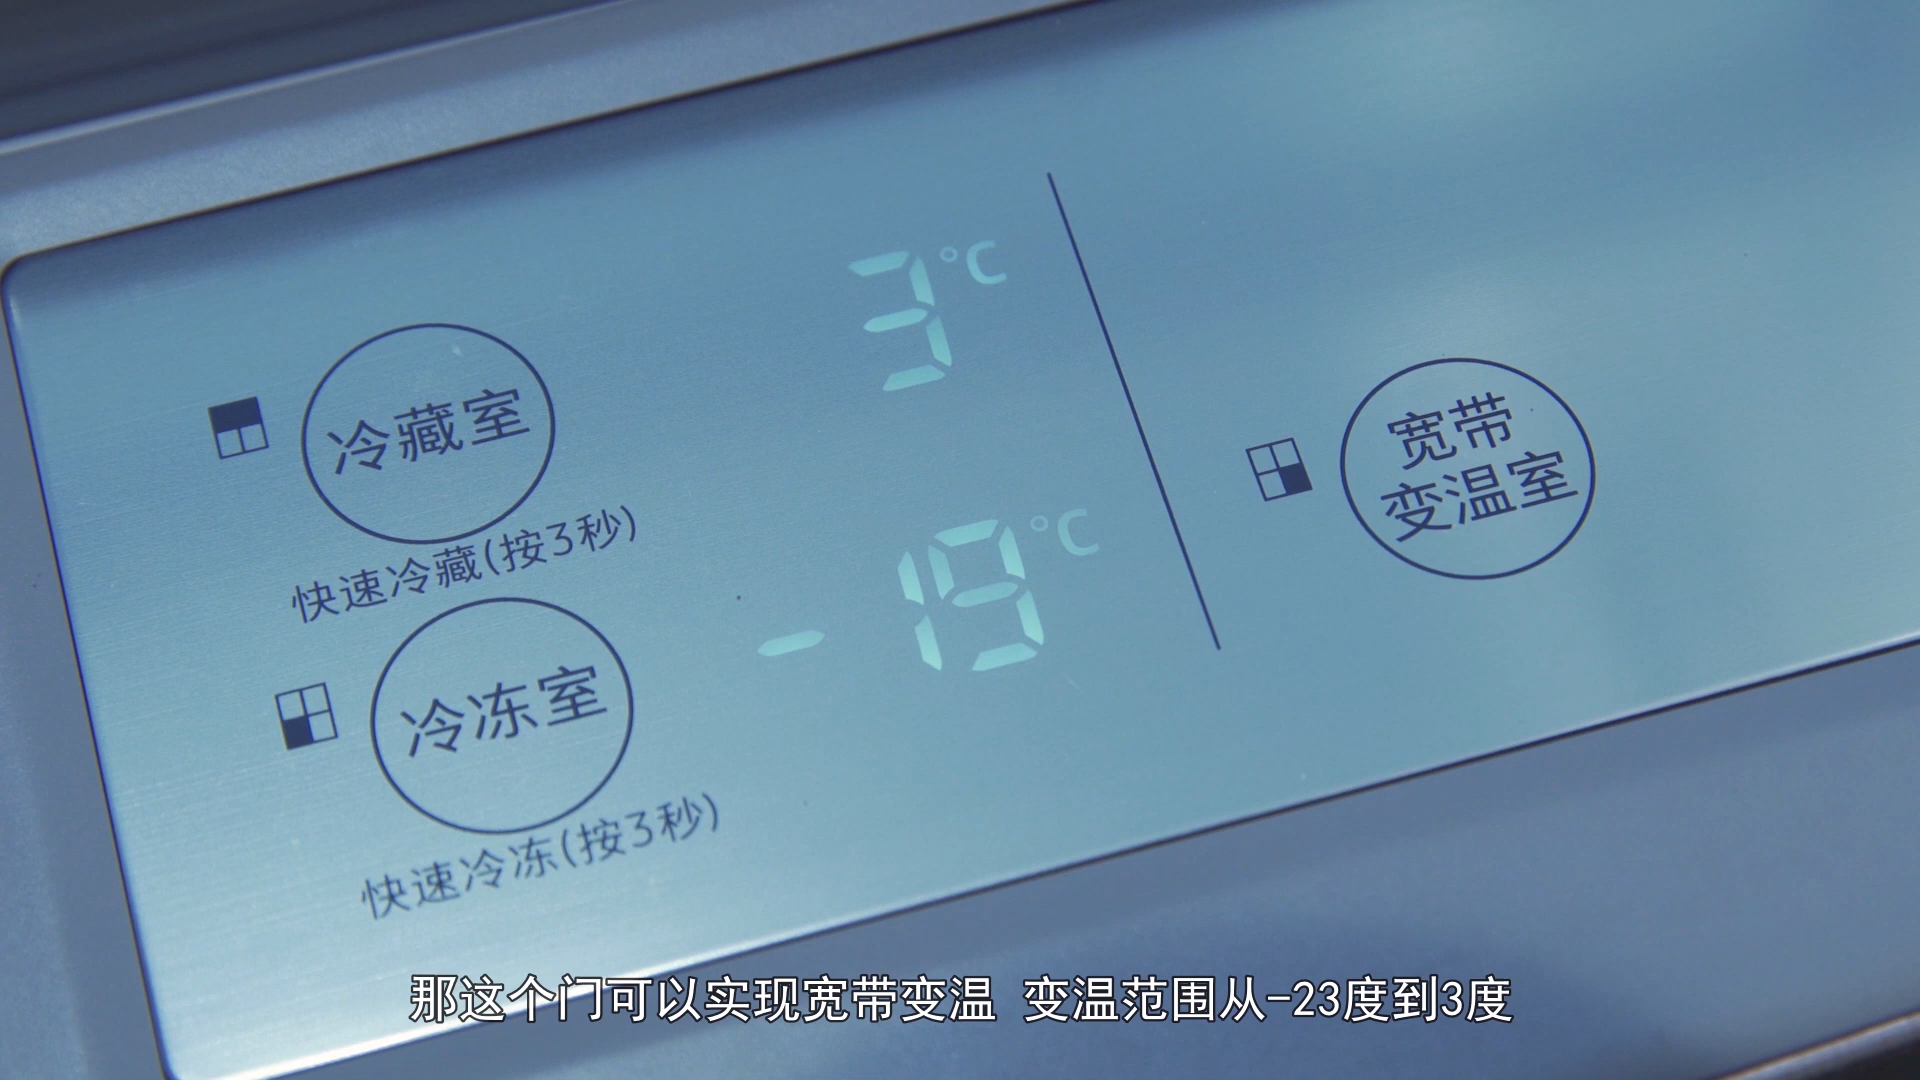 3°C
冷藏室
快速冷藏(按3秒)
-19°C
冷冻室
快速冷冻(按3秒)
宽带
变温室
那这个门可以实现宽带变温 变温范围从-23度到3度